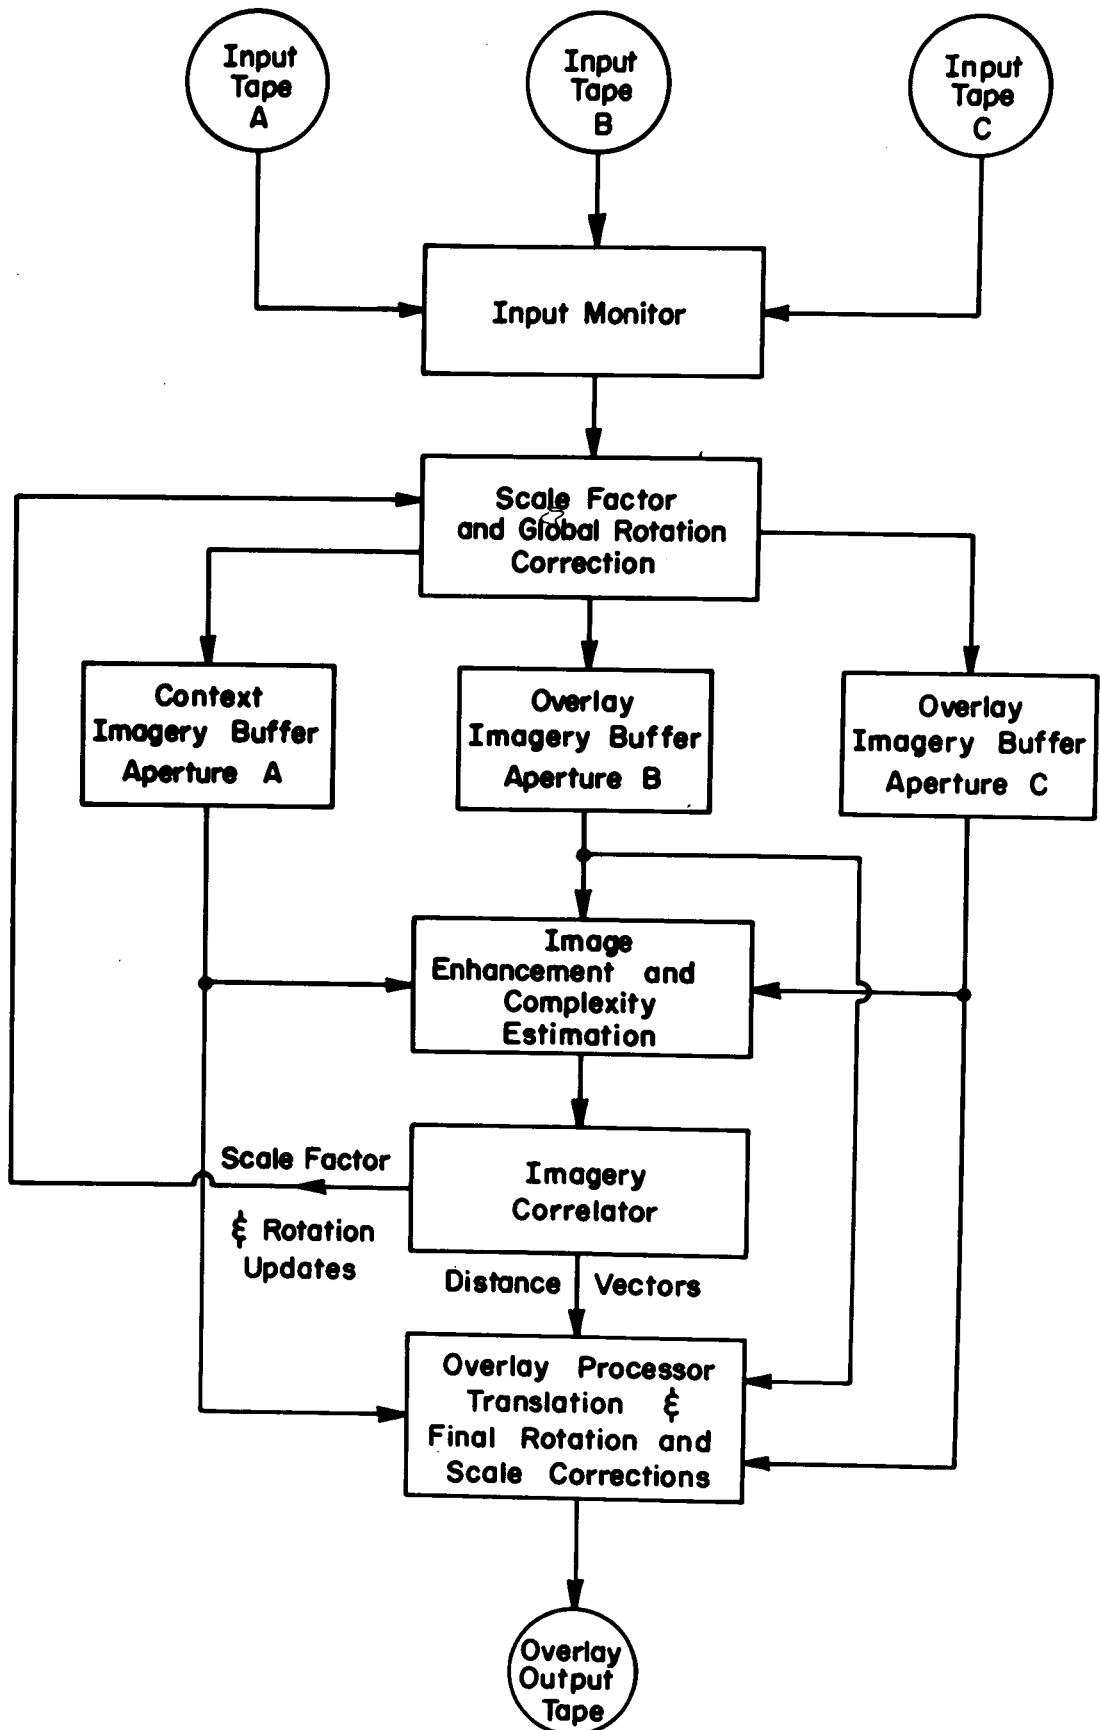 Input
Tape
A
Input
Tape
B
Input
Tape
C
Input Monitor
Scale Factor
and Global Rotation
Correction
Context
Imagery Buffer
Aperture A
Overlay
Imagery Buffer
Aperture B
Overlay
Imagery Buffer
Aperture C
Image
Enhancement and
Complexity
Estimation
Scale Factor
& Rotation
Updates
Imagery
Correlator
Distance Vectors
Overlay Processor
Translation &
Final Rotation and
Scale Corrections
Overlay
Output
Tape